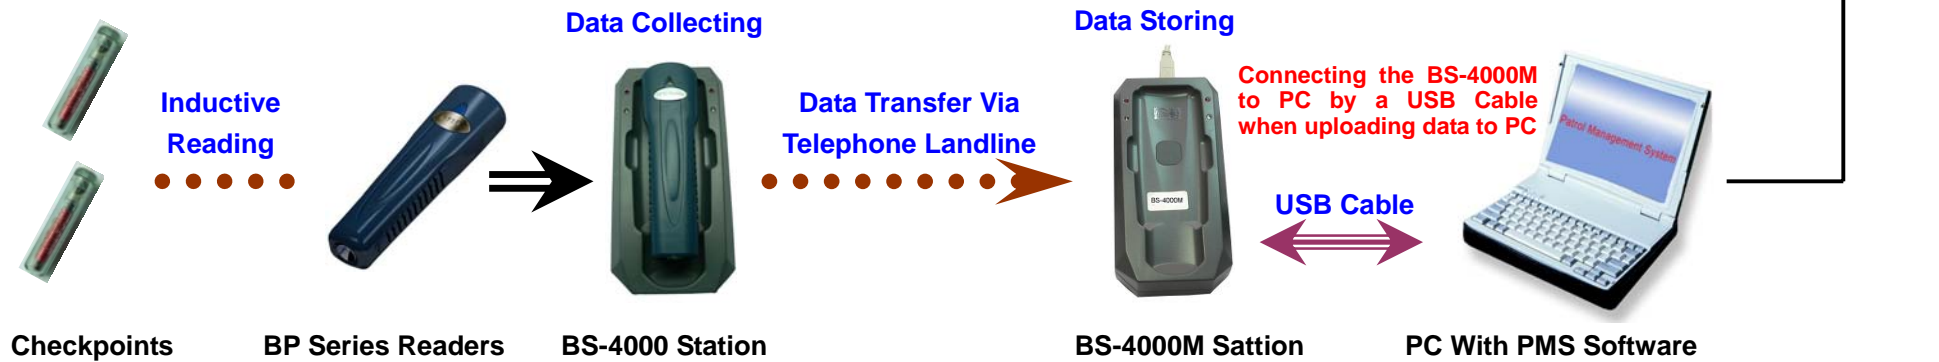 Data Collecting
Data Storing
Inductive
Reading
Data Transfer Via
Telephone Landline
Connecting the BS-4000M
to PC by a USB Cable
when uploading data to PC
Patrol Management System
BS-4000M
USB Cable
Checkpoints
BP Series Readers
BS-4000 Station
BS-4000M Sattion
PC With PMS Software